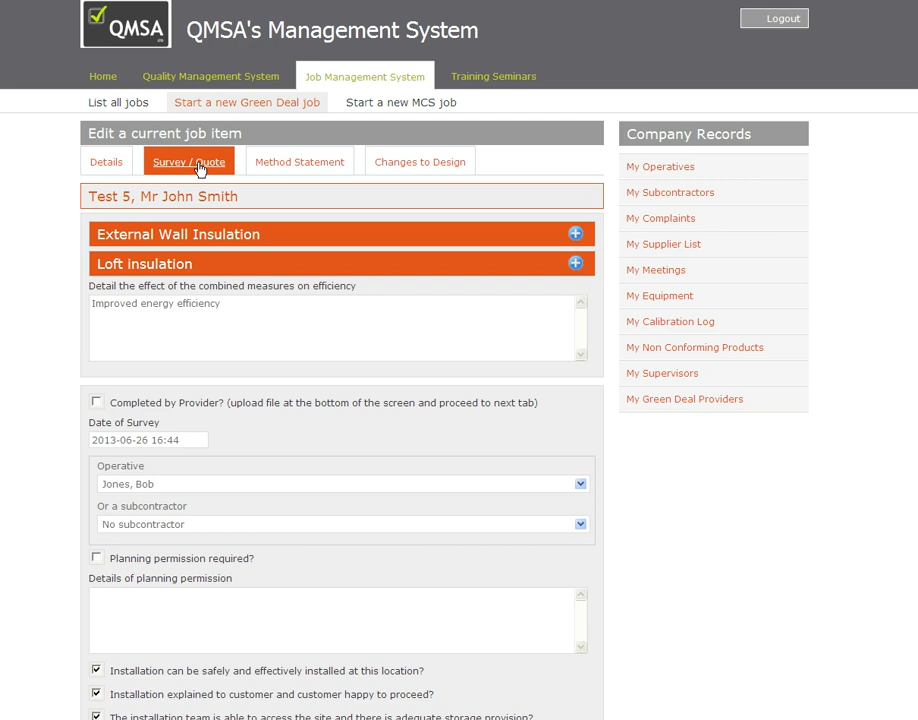 QMSA
QMSA's Management System
Logout
Home
Quality Management System
Job Management System
Training Seminars
List all jobs
Start a new Green Deal job
Start a new MCS job
Edit a current job item
Details
Survey / Quote
Method Statement
Changes to Design
Test 5, Mr John Smith
External Wall Insulation
Loft insulation
Detail the effect of the combined measures on efficiency
Improved energy efficiency
Completed by Provider? (upload file at the bottom of the screen and proceed to next tab)
Date of Survey
2013-06-26 16:44
Operative
Jones, Bob
Or a subcontractor
No subcontractor
Planning permission required?
Details of planning permission
Installation can be safely and effectively installed at this location?
Installation explained to customer and customer happy to proceed?
The installation team is able to access the site and there is adequate storage provision?
Company Records
My Operatives
My Subcontractors
My Complaints
My Supplier List
My Meetings
My Equipment
My Calibration Log
My Non Conforming Products
My Supervisors
My Green Deal Providers